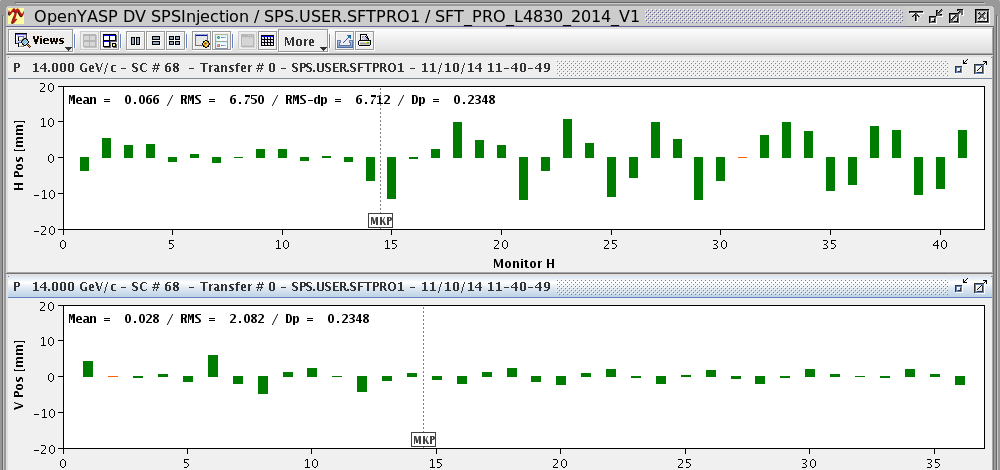 OpenYASP DV SPSInjection / SPS.USER.SFTPRO1 / SFT_PRO_L4830_2014_V1
Views More
P 14.000 GeV/c - SC # 68 - Transfer # 0 - SPS.USER.SFTPRO1 - 11/10/14 11-40-49
20
Mean = 0.066 / RMS = 6.750 / RMS-dp = 6.712 / Dp = 0.2348
10
0
-10
-20
H Pos [mm]
MKP
0 5 10 15 20 25 30 35 40
Monitor H
P 14.000 GeV/c - SC # 68 - Transfer # 0 - SPS.USER.SFTPRO1 - 11/10/14 11-40-49
20
Mean = 0.028 / RMS = 2.082 / Dp = 0.2348
10
0
-10
-20
V Pos [mm]
MKP
0 5 10 15 20 25 30 35